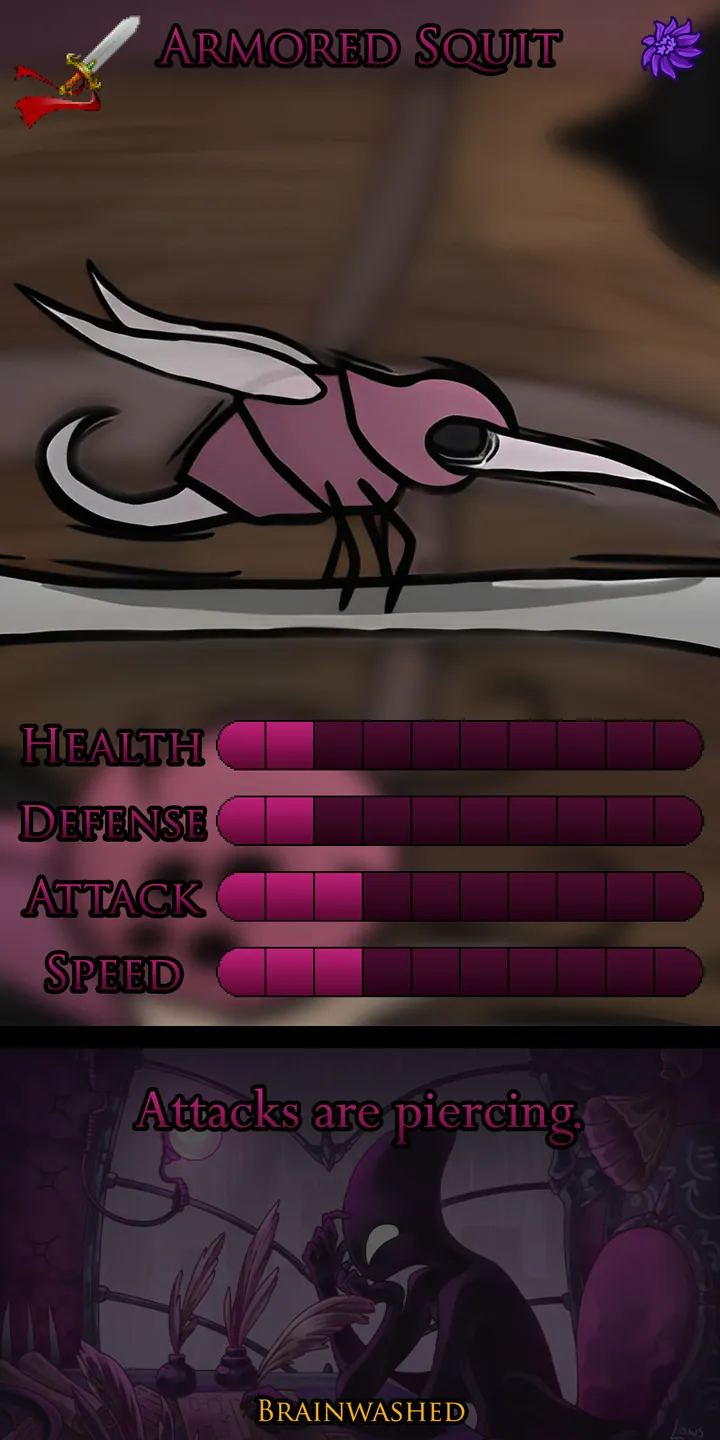 Armored Squit
Health
Defense
Attack
Speed
Attacks are piercing.
Brainwashed